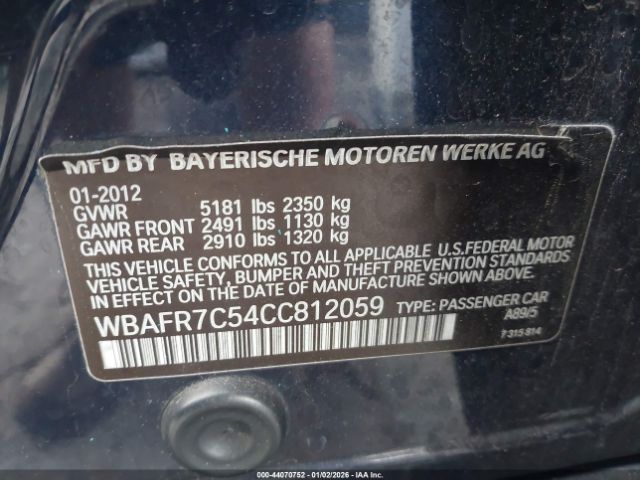 MFD BY BAYERISCHE MOTOREN WERKE AG
01-2012
GVWR 5181 lbs 2350 kg
GAWR FRONT 2491 lbs 1130 kg
GAWR REAR 2910 lbs 1320 kg
THIS VEHICLE CONFORMS TO ALL APPLICABLE U.S.FEDERAL MOTOR
VEHICLE SAFETY, BUMPER AND THEFT PREVENTION STANDARDS
IN EFFECT ON THE DATE OF MANUFACTURE SHOWN ABOVE.
WBAFR7C54CC812059 TYPE: PASSENGER CAR
A89/5
7 315 814
000-44070752 - 01/02/2026 - IAAI.COM